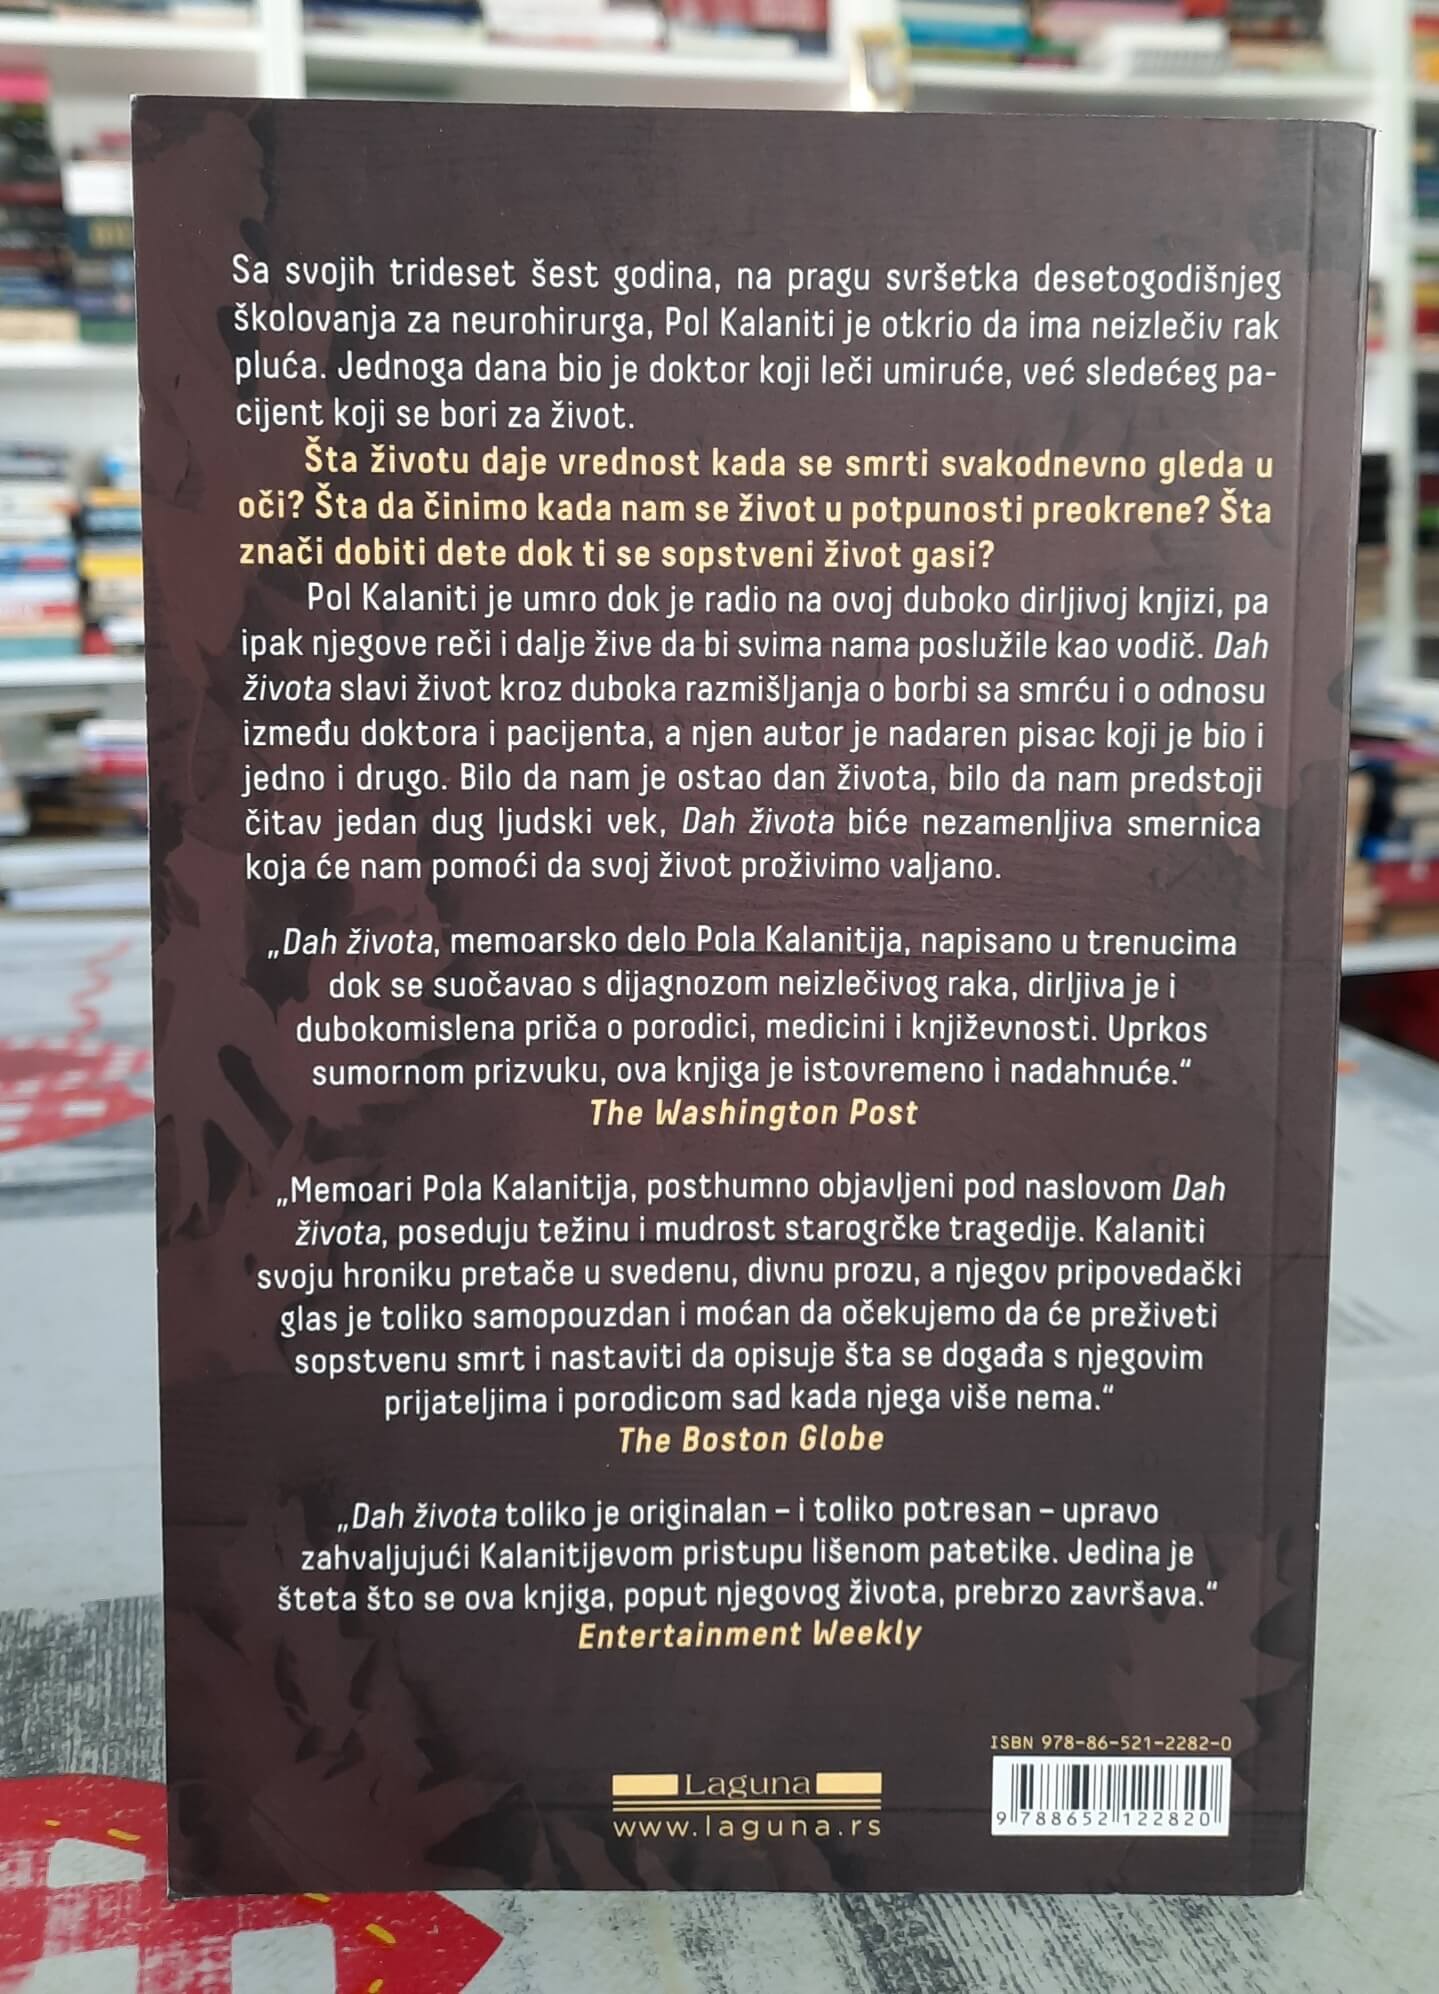 Sa svojih trideset šest godina, na pragu svršetka desetogodišnjeg
školovanja za neurohirurga, Pol Kalaniti je otkrio da ima neizlečiv rak
pluća. Jednoga dana bio je doktor koji leči umiruće, već sledećeg pa-
cijent koji se bori za život.
Šta životu daje vrednost kada se smrti svakodnevno gleda u
oči? Šta da činimo kada nam se život u potpunosti preokrene? Šta
znači dobiti dete dok ti se sopstveni život gasi?
Pol Kalaniti je umro dok je radio na ovoj duboko dirljivoj knjizi, pa
ipak njegove reči i dalje žive da bi svima nama poslužile kao vodič. Dah
života slavi život kroz duboka razmišljanja o borbi sa smrću i o odnosu
između doktora i pacijenta, a njen autor je nadaren pisac koji je bio i
jedno i drugo. Bilo da nam je ostao dan života, bilo da nam predstoji
čitav jedan dug ljudski vek, Dah života biće nezamenljiva smernica
koja će nam pomoći da svoj život proživimo valjano.
„Dah života, memoarsko delo Pola Kalanitija, napisano u trenucima
dok se suočavao s dijagnozom neizlečivog raka, dirljiva je i
dubokomislena priča o porodici, medicini i književnosti. Uprkos
sumornom prizvuku, ova knjiga je istovremeno i nadahnuće.“
The Washington Post
„Memoari Pola Kalanitija, posthumno objavljeni pod naslovom Dah
života, poseduju težinu i mudrost starogrčke tragedije. Kalaniti
svoju hroniku pretače u svedenu, divnu prozu, a njegov pripovedački
glas je toliko samopouzdan i moćan da očekujemo da će preživeti
sopstvenu smrt i nastaviti da opisuje šta se događa s njegovim
prijateljima i porodicom sad kada njega više nema.“
The Boston Globe
„Dah života toliko je originalan – i toliko potresan – upravo
zahvaljujući Kalanitijevom pristupu lišenom patetike. Jedina je
šteta što se ova knjiga, poput njegovog života, prebrzo završava.“
Entertainment Weekly
ISBN 978-86-521-2282-0
Laguna
www.laguna.rs
9 788652 122820